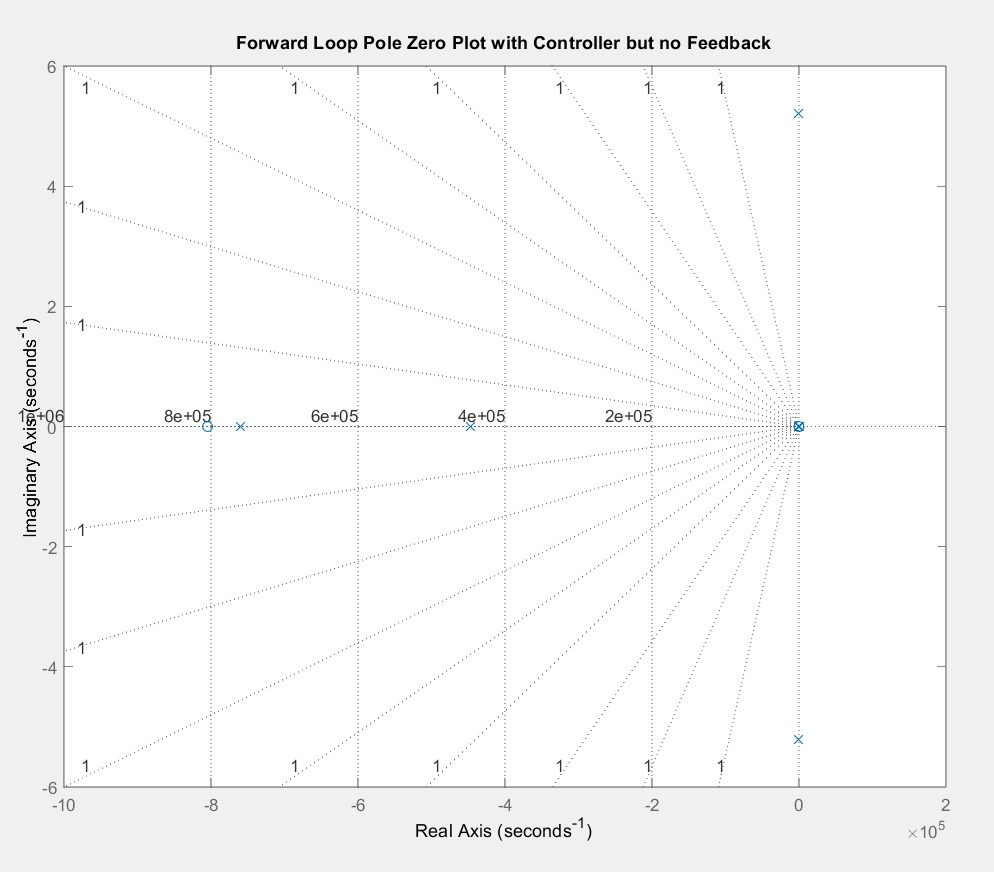 Forward Loop Pole Zero Plot with Controller but no Feedback
6
1 1 1 1 1 1
4
1
2
1
1e+06 8e+05 6e+05 4e+05 2e+05
0
1
-2
1
-4
1 1 1 1 1 1
-6
-10 -8 -6 -4 -2 0 2
×10^5
Real Axis (seconds^-1)
Imaginary Axis (seconds^-1)